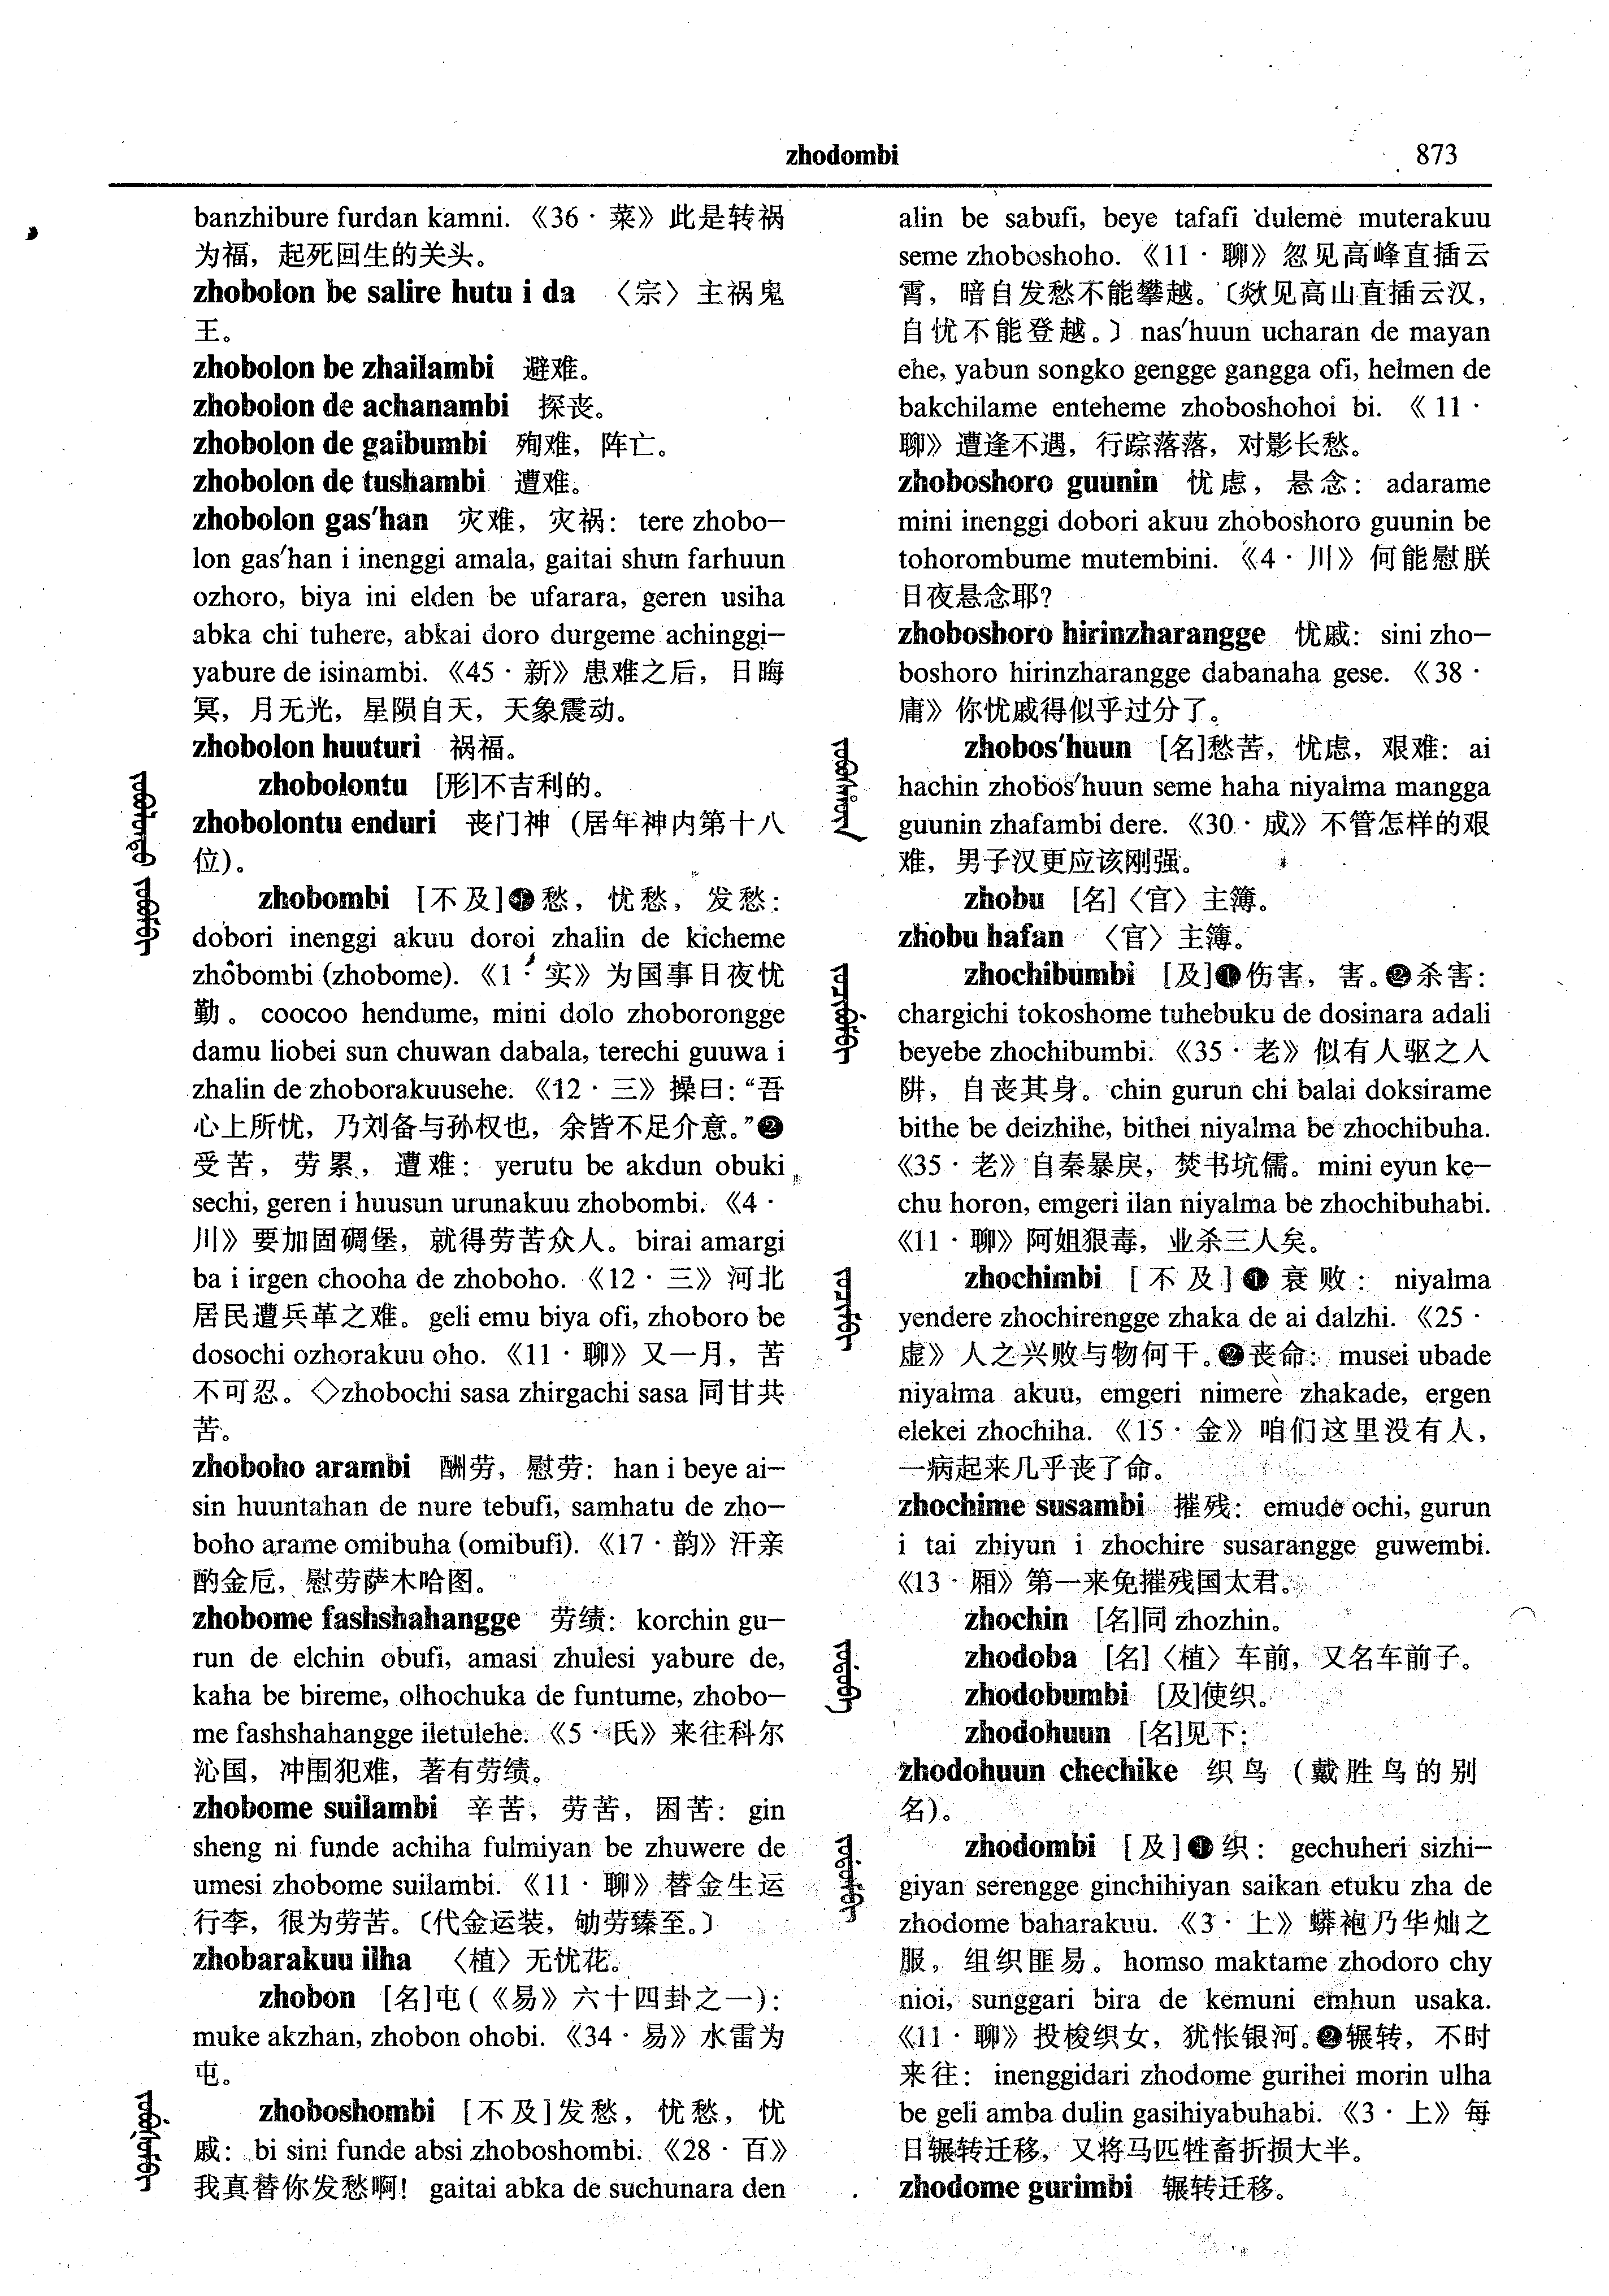 zhodombi
873
banzhibure furdan kamni. 《36·菜》此是转祸
为福，起死回生的关头。
zhobolon be salire hutu i da 〈宗〉主祸鬼
王。
zhobolon be zhailambi 避难。
zhobolon de achanambi 探丧。
zhobolon de gaibumbi 殉难，阵亡。
zhobolon de tushambi 遭难。
zhobolon gas'han 灾难，灾祸：tere zhobo—
lon gas'han i inenggi amala, gaitai shun farhuun
ozhoro, biya ini elden be ufarara, geren usiha
abka chi tuhere, abkai doro durgeme achinggi—
yabure de isinambi. 《45·新》患难之后，日晦
冥，月无光，星陨自天，天象震动。
zhobolon huuturi 祸福。
zhobolontu [形]不吉利的。
zhobolontu enduri 丧门神（居年神内第十八
位）。
zhobombi [不及]❶愁，忧愁，发愁：
dobori inenggi akuu doroi zhalin de kicheme
zhobombi (zhobome). 《1·实》为国事日夜忧
勤。coocoo hendume, mini dolo zhoborongge
damu liobei sun chuwan dabala, terechi guuwa i
zhalin de zhoborakuusehe. 《12·三》操曰：“吾
心上所忧，乃刘备与孙权也，余皆不足介意。”❷
受苦，劳累，遭难：yerutu be akdun obuki
sechi, geren i huusun urunakuu zhobombi. 《4·
川》要加固碉堡，就得劳苦众人。birai amargi
ba i irgen chooha de zhoboho. 《12·三》河北
居民遭兵革之难。geli emu biya ofi, zhoboro be
dosochi ozhorakuu oho. 《11·聊》又一月，苦
不可忍。◇zhobochi sasa zhirgachi sasa 同甘共
苦。
zhoboho arambi 酬劳，慰劳：han i beye ai—
sin huuntahan de nure tebufi, samhatu de zho—
boho arame omibuha (omibufi). 《17·韵》汗亲
酌金卮，慰劳萨木哈图。
zhobome fashshahangge 劳绩：korchin gu—
run de elchin obufi, amasi zhulesi yabure de,
kaha be bireme, olhochuka de funtume, zhobo—
me fashshahangge iletulehe. 《5·氏》来往科尔
沁国，冲围犯难，著有劳绩。
zhobome suilambi 辛苦，劳苦，困苦：gin
sheng ni funde achiha fulmiyan be zhuwere de
umesi zhobome suilambi. 《11·聊》替金生运
行李，很为劳苦。〔代金运装，劬劳臻至。〕
zhobarakuu ilha 〈植〉无忧花。
zhobon [名]屯（《易》六十四卦之一）：
muke akzhan, zhobon ohobi. 《34·易》水雷为
屯。
zhoboshombi [不及]发愁，忧愁，忧
戚：bi sini funde absi zhoboshombi. 《28·百》
我真替你发愁啊！gaitai abka de suchunara den
alin be sabufi, beye tafafi duleme muterakuu
seme zhoboshoho. 《11·聊》忽见高峰直插云
霄，暗自发愁不能攀越。〔欻见高山直插云汉，
自忧不能登越。〕nas'huun ucharan de mayan
ehe, yabun songko gengge gangga ofi, helmen de
bakchilame enteheme zhoboshohoi bi. 《11·
聊》遭逢不遇，行踪落落，对影长愁。
zhoboshoro guunin 忧虑，悬念：adarame
mini inenggi dobori akuu zhoboshoro guunin be
tohorombume mutembini. 《4·川》何能慰朕
日夜悬念耶？
zhoboshoro hirinzharangge 忧戚：sini zho—
boshoro hirinzharangge dabanaha gese. 《38·
庸》你忧戚得似乎过分了。
zhobos'huun [名]愁苦，忧虑，艰难：ai
hachin zhobos'huun seme haha niyalma mangga
guunin zhafambi dere. 《30·成》不管怎样的艰
难，男子汉更应该刚强。
zhobu [名]〈官〉主簿。
zhobu hafan 〈官〉主簿。
zhochibumbi [及]❶伤害，害。❷杀害：
chargichi tokoshome tuhebuku de dosinara adali
beyebe zhochibumbi. 《35·老》似有人驱之人
阱，自丧其身。chin gurun chi balai doksirame
bithe be deizhihe, bithei niyalma be zhochibuha.
《35·老》自秦暴戾，焚书坑儒。mini eyun ke—
chu horon, emgeri ilan niyalma be zhochibuhabi.
《11·聊》阿姐狠毒，业杀三人矣。
zhochimbi [不及]❶衰败：niyalma
yendere zhochirengge zhaka de ai dalzhi. 《25·
虚》人之兴败与物何干。❷丧命：musei ubade
niyalma akuu, emgeri nimere zhakade, ergen
elekei zhochiha. 《15·金》咱们这里没有人，
一病起来几乎丧了命。
zhochime susambi 摧残：emude ochi, gurun
i tai zhiyun i zhochire susarangge guwembi.
《13·厢》第一来免摧残国太君。
zhochin [名]同 zhozhin。
zhodoba [名]〈植〉车前，又名车前子。
zhodobumbi [及]使织。
zhodohuun [名]见下：
zhodohuun chechike 织鸟（戴胜鸟的别
名）。
zhodombi [及]❶织：gechuheri sizhi—
giyan serengge ginchihiyan saikan etuku zha de
zhodome baharakuu. 《3·上》蟒袍乃华灿之
服，组织匪易。homso maktame zhodoro chy
nioi, sunggari bira de kemuni emhun usaka.
《11·聊》投梭织女，犹怅银河。❷辗转，不时
来往：inenggidari zhodome gurihei morin ulha
be geli amba dulin gasihiyabuhabi. 《3·上》每
日辗转迁移，又将马匹牲畜折损大半。
zhodome gurimbi 辗转迁移。